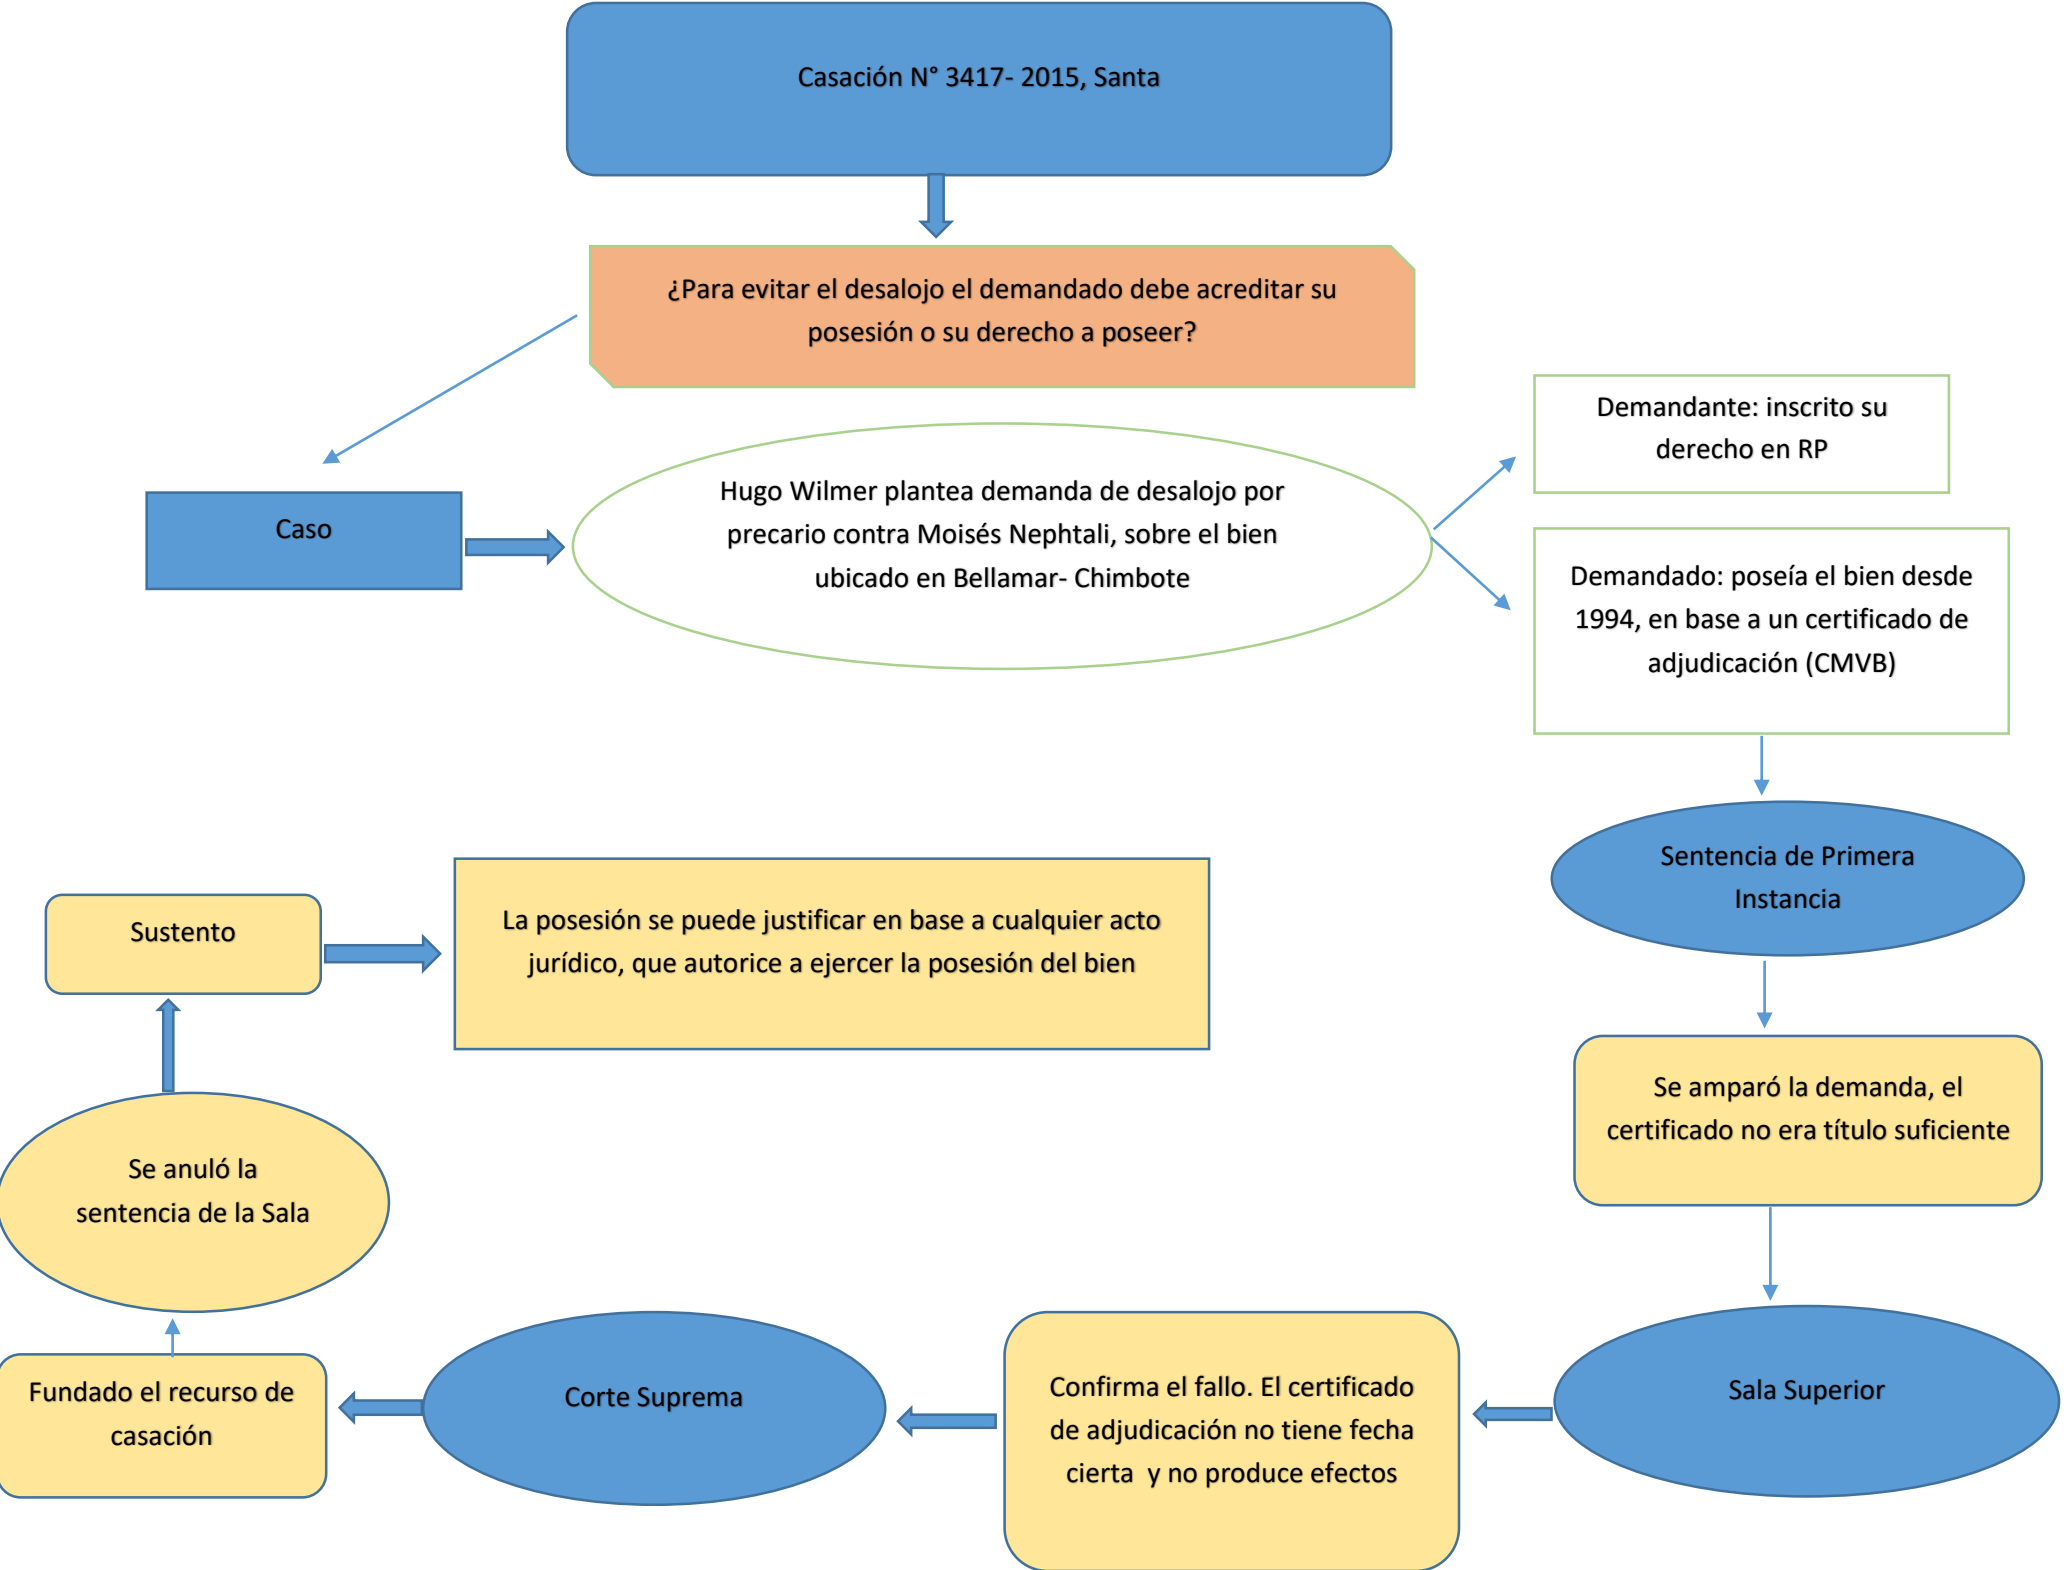 Casación N° 3417- 2015, Santa
¿Para evitar el desalojo el demandado debe acreditar su
posesión o su derecho a poseer?
Caso
Hugo Wilmer plantea demanda de desalojo por
precario contra Moisés Nephtali, sobre el bien
ubicado en Bellamar- Chimbote
Demandante: inscrito su
derecho en RP
Demandado: poseía el bien desde
1994, en base a un certificado de
adjudicación (CMVB)
Sentencia de Primera
Instancia
Se amparó la demanda, el
certificado no era título suficiente
Sala Superior
Confirma el fallo. El certificado
de adjudicación no tiene fecha
cierta  y no produce efectos
Corte Suprema
Fundado el recurso de
casación
Se anuló la
sentencia de la Sala
Sustento
La posesión se puede justificar en base a cualquier acto
jurídico, que autorice a ejercer la posesión del bien